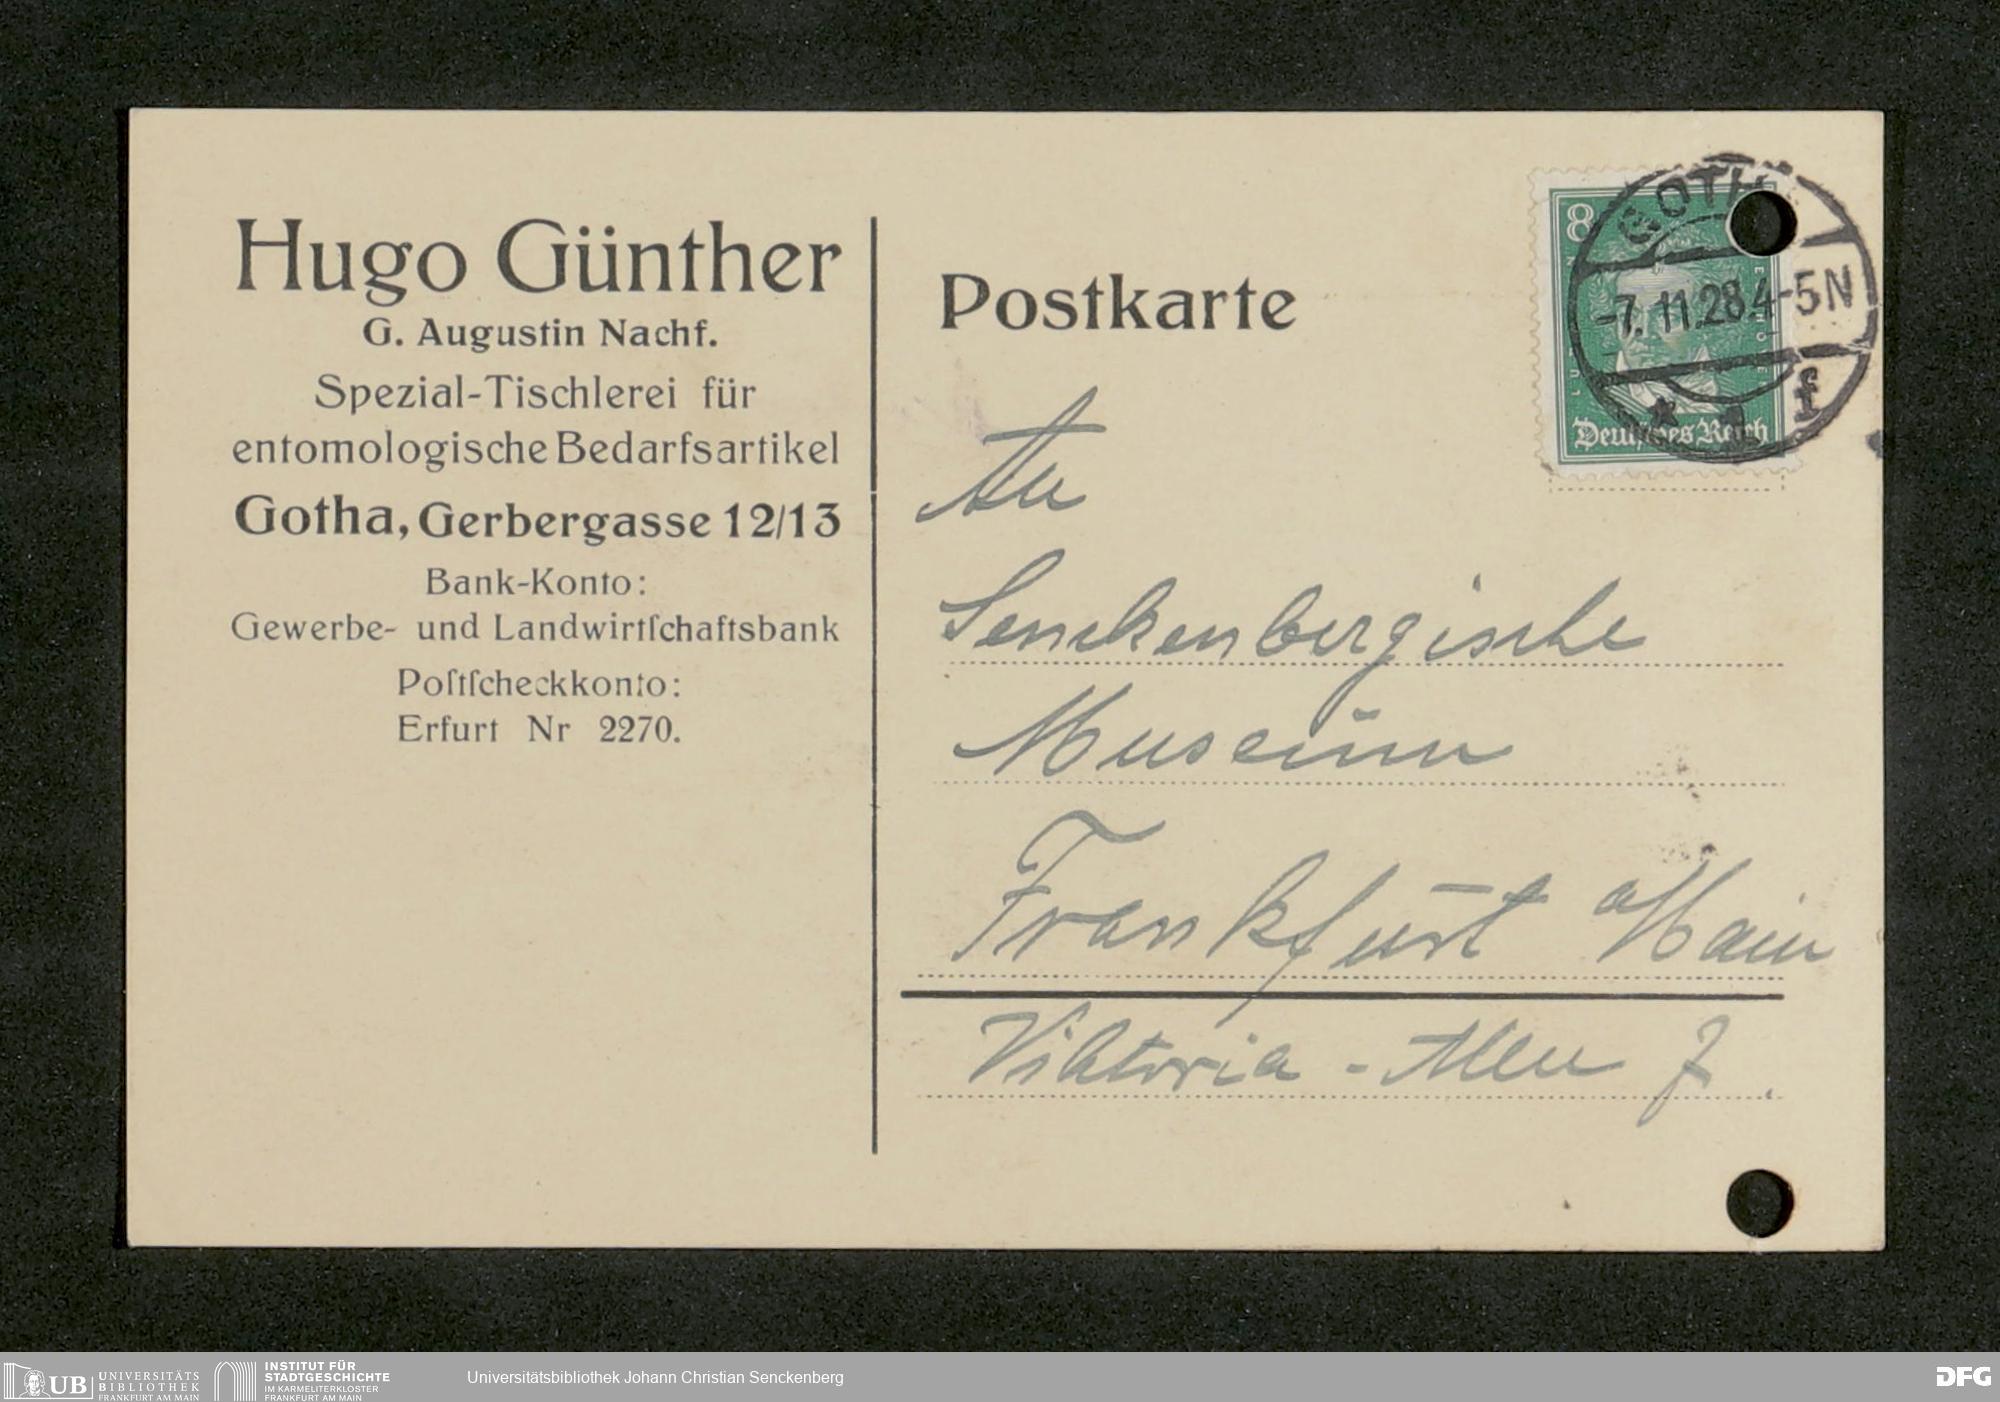 Hugo Günther
G. Augustin Nachf.
Spezial-Tischlerei für
entomologische Bedarfsartikel
Gotha, Gerbergasse 12/13
Bank-Konto:
Gewerbe- und Landwirtſchaftsbank
Poſtſcheckkonto:
Erfurt Nr 2270.
Postkarte
8
Deutsches Reich
GOTHA
-7.11.28.4-5N
* 1 f
An
Senckenbergische
Museum
Frankfurt a Main
Viktoria-Allee 7.
UB UNIVERSITÄTS
BIBLIOTHEK
FRANKFURT AM MAIN
INSTITUT FÜR
STADTGESCHICHTE
IM KARMELITERKLOSTER
FRANKFURT AM MAIN
Universitätsbibliothek Johann Christian Senckenberg
DFG